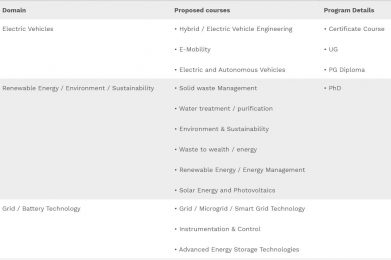 Domain Proposed courses Program Details
Electric Vehicles • Hybrid / Electric Vehicle Engineering • Certificate Course
• E-Mobility • UG
• Electric and Autonomous Vehicles • PG Diploma
Renewable Energy / Environment / Sustainability • Solid waste Management • PhD
• Water treatment / purification
• Environment & Sustainability
• Waste to wealth / energy
• Renewable Energy / Energy Management
• Solar Energy and Photovoltaics
Grid / Battery Technology • Grid / Microgrid / Smart Grid Technology
• Instrumentation & Control
• Advanced Energy Storage Technologies